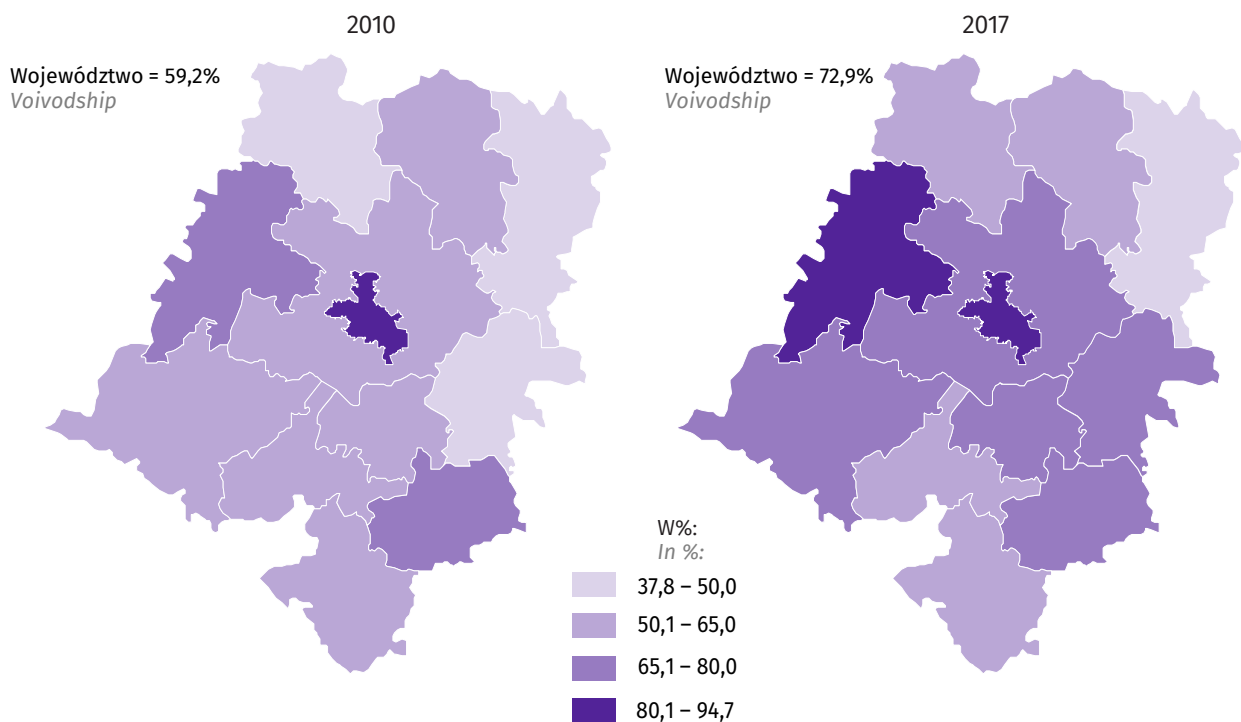 2010
Województwo = 59,2%
Voivodship
2017
Województwo = 72,9%
Voivodship
W%:
In %:
37,8 – 50,0
50,1 – 65,0
65,1 – 80,0
80,1 – 94,7